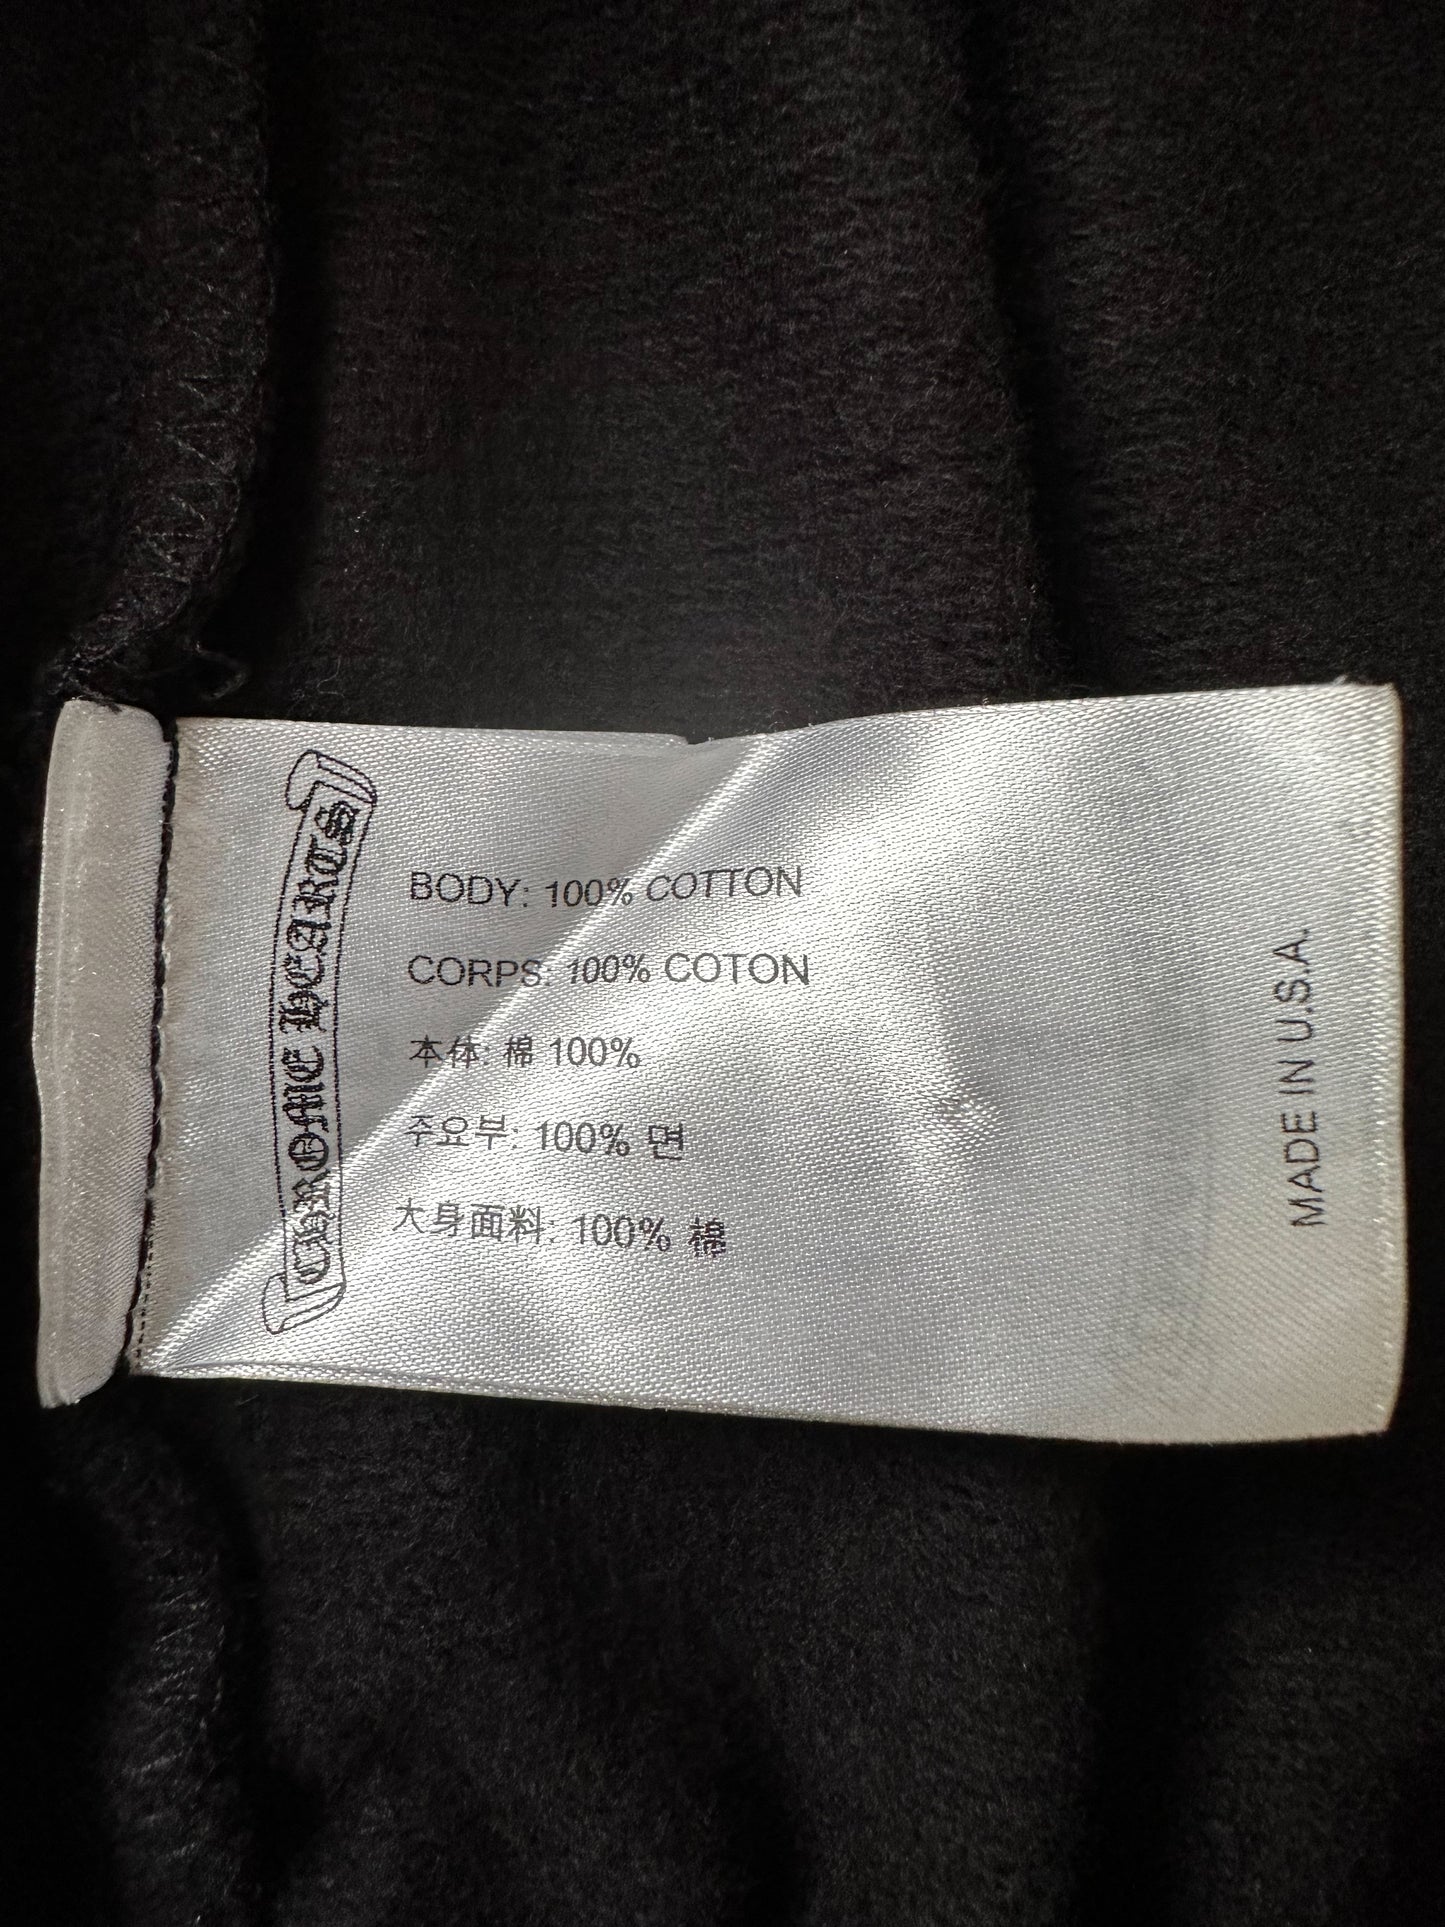 CHROME HEARTS
BODY: 100% COTTON
CORPS: 100% COTON
本体: 棉 100%
주요부: 100% 면
大身面料: 100% 棉
MADE IN U.S.A.